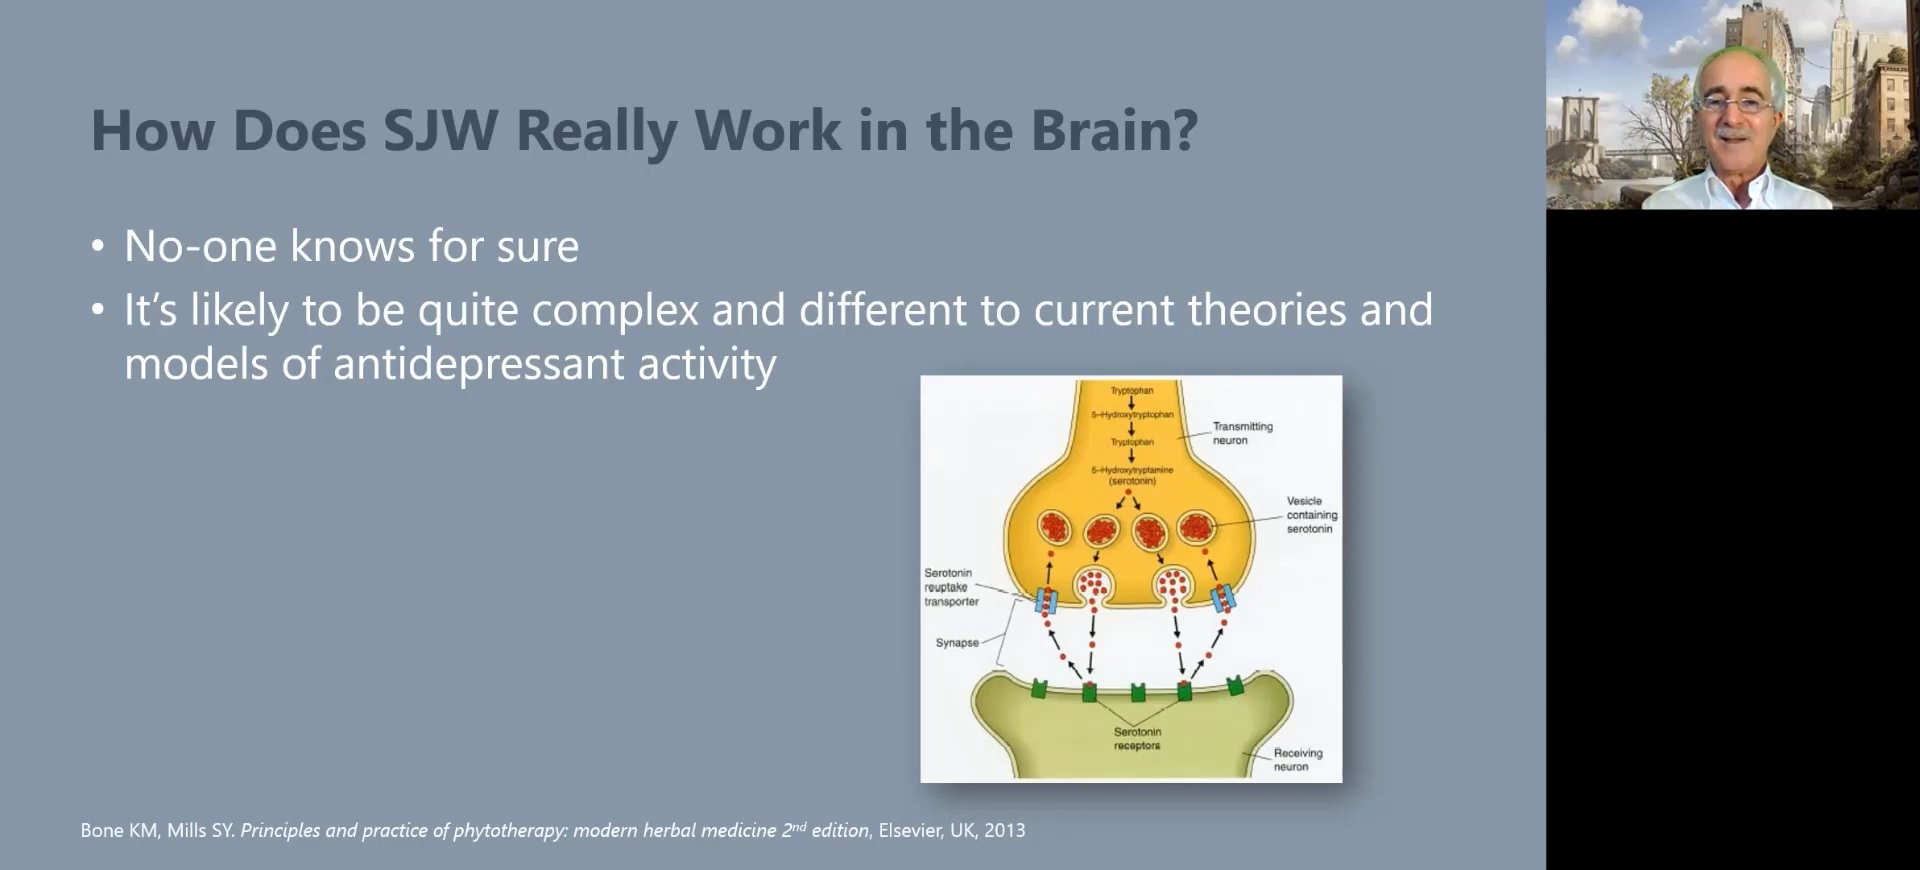 How Does SJW Really Work in the Brain?
• No-one knows for sure
• It’s likely to be quite complex and different to current theories and
models of antidepressant activity
Tryptophan
5-Hydroxytryptophan
Tryptophan
5-Hydroxytryptamine
(serotonin)
Transmitting
neuron
Vesicle
containing
serotonin
Serotonin
reuptake
transporter
Synapse
Serotonin
receptors
Receiving
neuron
Bone KM, Mills SY. Principles and practice of phytotherapy: modern herbal medicine 2nd edition, Elsevier, UK, 2013